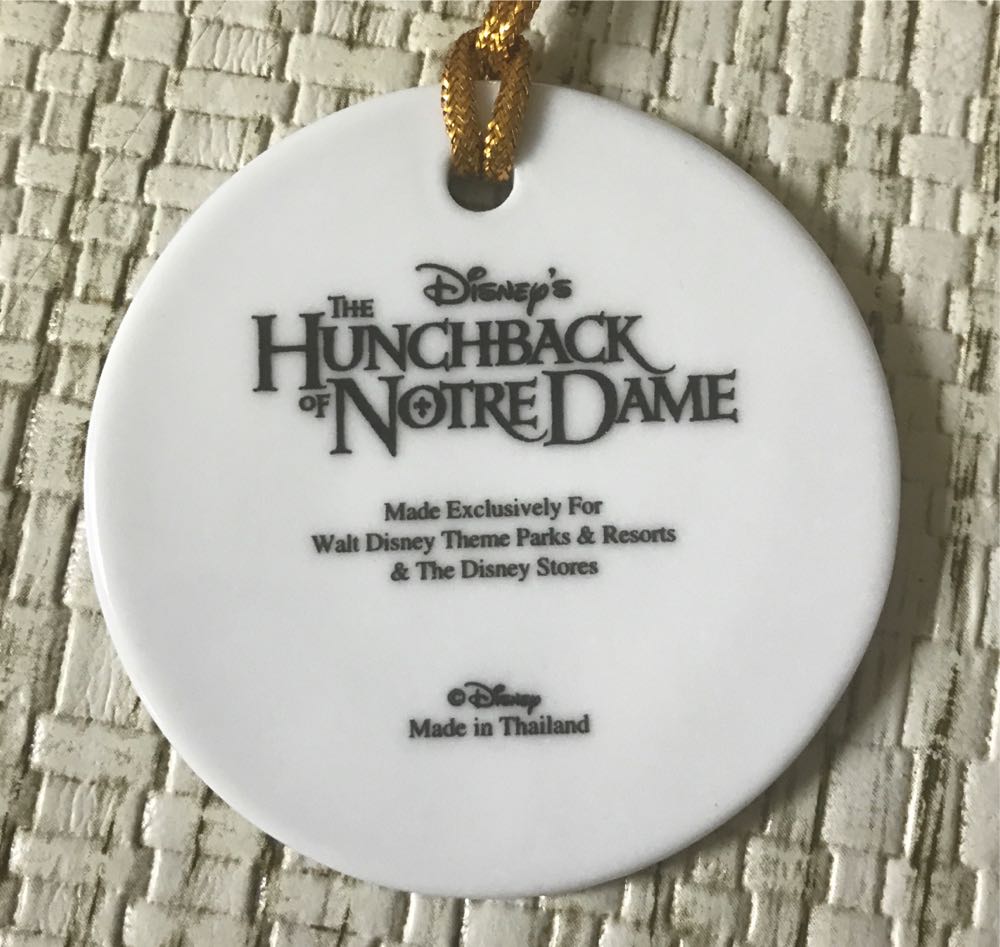 Disney's
THE
HUNCHBACK
OF NOTRE DAME
Made Exclusively For
Walt Disney Theme Parks & Resorts
& The Disney Stores
© Disney
Made in Thailand